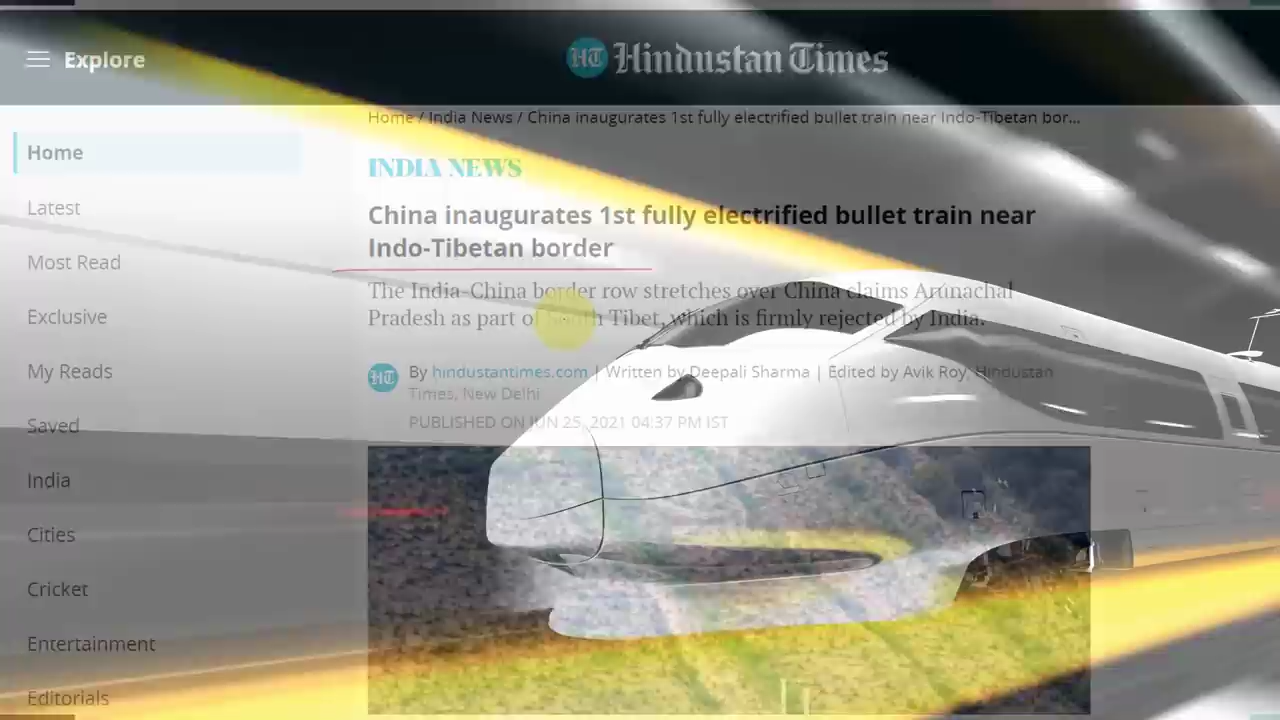 Explore
HT Hindustan Times
Home / India News / China inaugurates 1st fully electrified bullet train near Indo-Tibetan bor...
Home
INDIA NEWS
Latest
China inaugurates 1st fully electrified bullet train near
Indo-Tibetan border
Most Read
The India-China border row stretches over China claims Arunachal
Exclusive
Pradesh as part of South Tibet, which is firmly rejected by India.
My Reads
HT By hindustantimes.com | Written by Deepali Sharma | Edited by Avik Roy, Hindustan
Times, New Delhi
Saved
PUBLISHED ON JUN 25, 2021 04:37 PM IST
India
Cities
Cricket
Entertainment
Editorials